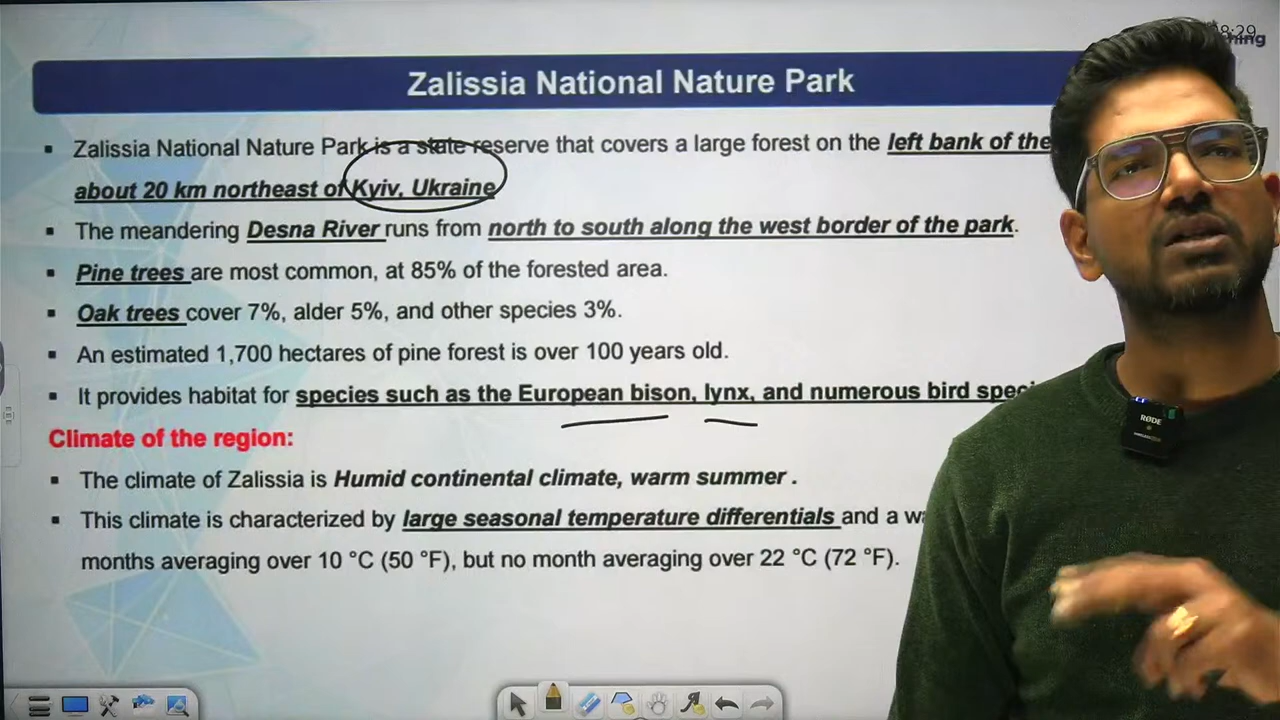 8:29
hing
Zalissia National Nature Park
▪ Zalissia National Nature Park is a state reserve that covers a large forest on the left bank of the
about 20 km northeast of Kyiv, Ukraine
▪ The meandering Desna River runs from north to south along the west border of the park.
▪ Pine trees are most common, at 85% of the forested area.
▪ Oak trees cover 7%, alder 5%, and other species 3%.
▪ An estimated 1,700 hectares of pine forest is over 100 years old.
▪ It provides habitat for species such as the European bison, lynx, and numerous bird speci
Climate of the region:
▪ The climate of Zalissia is Humid continental climate, warm summer .
▪ This climate is characterized by large seasonal temperature differentials and a wa
months averaging over 10 °C (50 °F), but no month averaging over 22 °C (72 °F).
RØDE